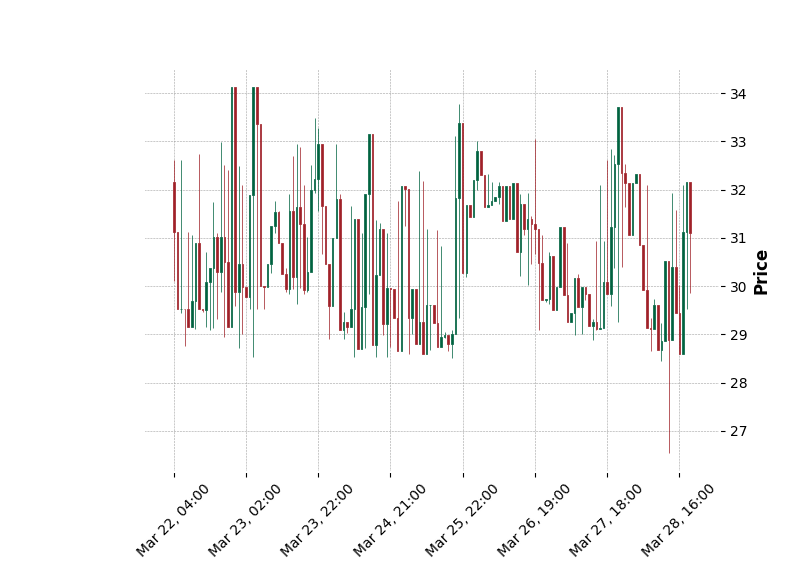 34
33
32
31
30
29
28
27
Price
Mar 22, 04:00
Mar 23, 02:00
Mar 23, 22:00
Mar 24, 21:00
Mar 25, 22:00
Mar 26, 19:00
Mar 27, 18:00
Mar 28, 16:00